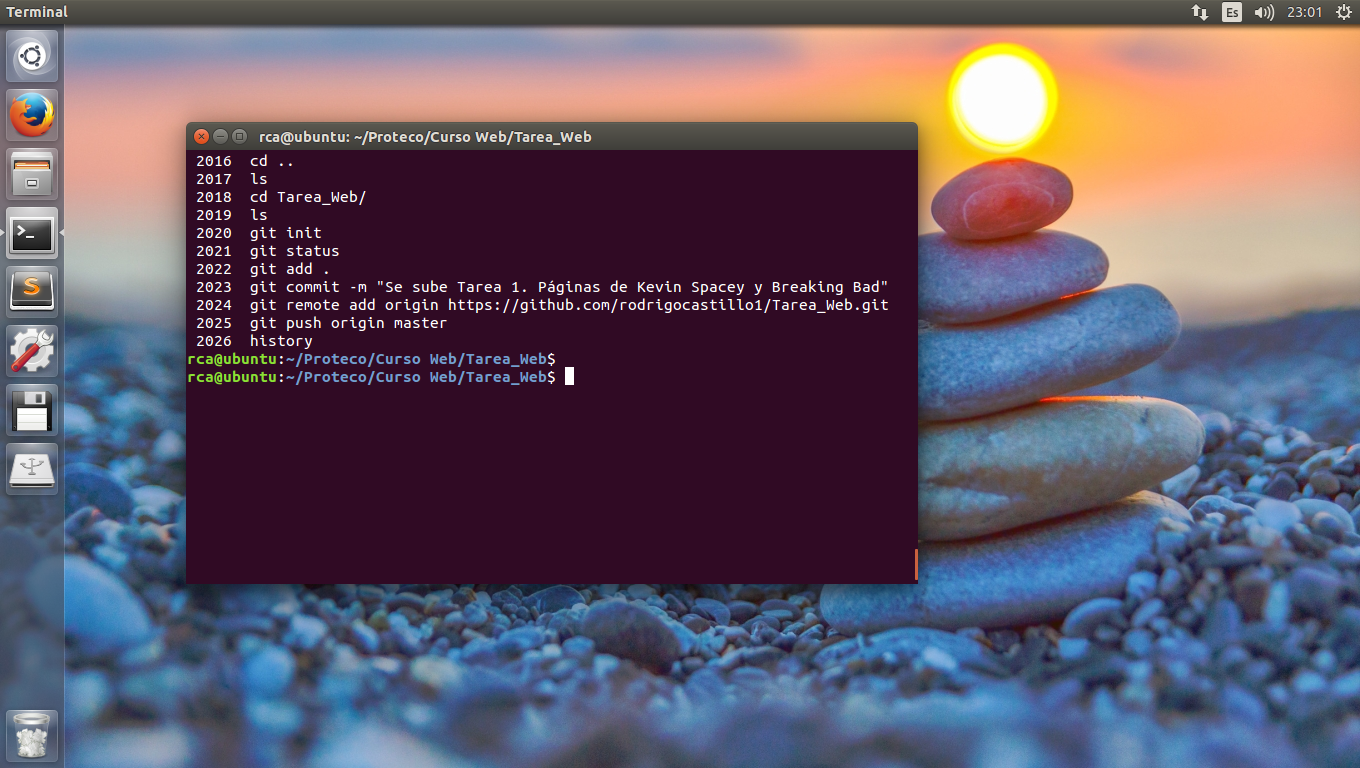 Terminal
Es
23:01
rca@ubuntu: ~/Proteco/Curso Web/Tarea_Web
2016  cd ..
2017  ls
2018  cd Tarea_Web/
2019  ls
2020  git init
2021  git status
2022  git add .
2023  git commit -m "Se sube Tarea 1. Páginas de Kevin Spacey y Breaking Bad"
2024  git remote add origin https://github.com/rodrigocastillo1/Tarea_Web.git
2025  git push origin master
2026  history
rca@ubuntu:~/Proteco/Curso Web/Tarea_Web$
rca@ubuntu:~/Proteco/Curso Web/Tarea_Web$